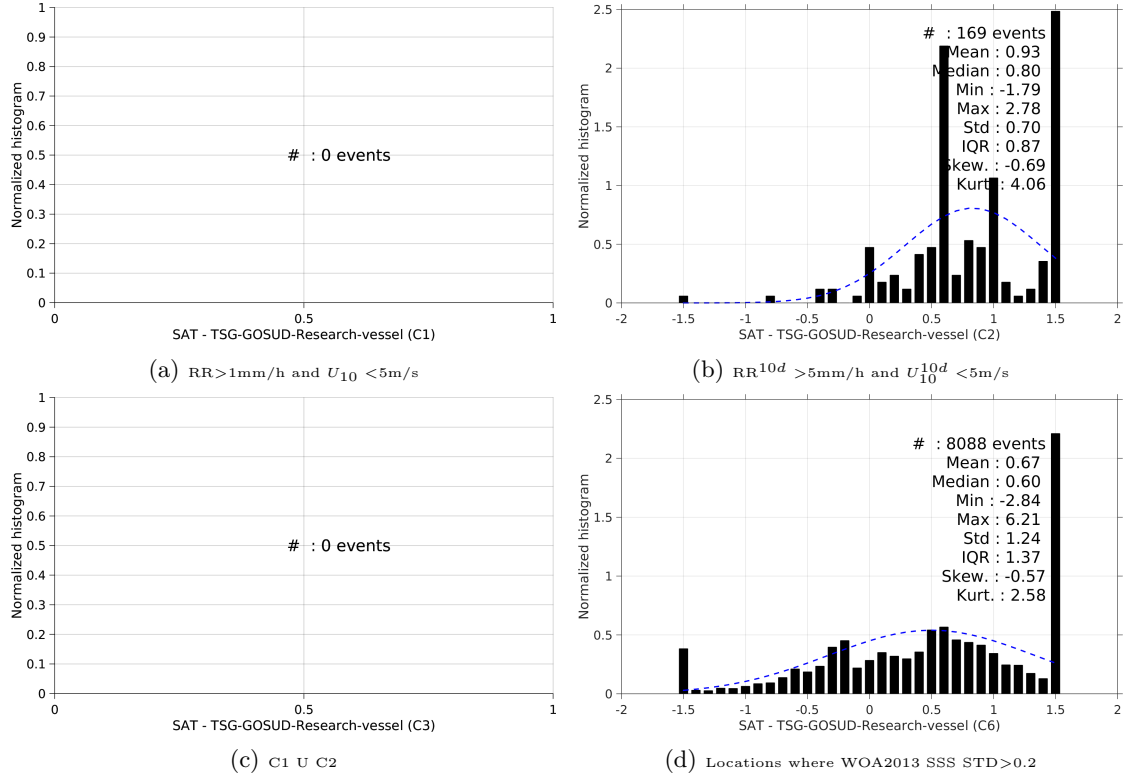 1
0.9
0.8
0.7
0.6
0.5
0.4
0.3
0.2
0.1
0
Normalized histogram
# : 0 events
0 0.5 1
SAT - TSG-GOSUD-Research-vessel (C1)
(a) RR>1mm/h and U10 <5m/s
2.5
2
1.5
1
0.5
0
Normalized histogram
# : 169 events
Mean : 0.93
Median : 0.80
Min : -1.79
Max : 2.78
Std : 0.70
IQR : 0.87
Skew. : -0.69
Kurt. : 4.06
-2 -1.5 -1 -0.5 0 0.5 1 1.5 2
SAT - TSG-GOSUD-Research-vessel (C2)
(b) RR10d >5mm/h and U10d10 <5m/s
1
0.9
0.8
0.7
0.6
0.5
0.4
0.3
0.2
0.1
0
Normalized histogram
# : 0 events
0 0.5 1
SAT - TSG-GOSUD-Research-vessel (C3)
(c) C1 U C2
2.5
2
1.5
1
0.5
0
Normalized histogram
# : 8088 events
Mean : 0.67
Median : 0.60
Min : -2.84
Max : 6.21
Std : 1.24
IQR : 1.37
Skew. : -0.57
Kurt. : 2.58
-2 -1.5 -1 -0.5 0 0.5 1 1.5 2
SAT - TSG-GOSUD-Research-vessel (C6)
(d) Locations where WOA2013 SSS STD>0.2